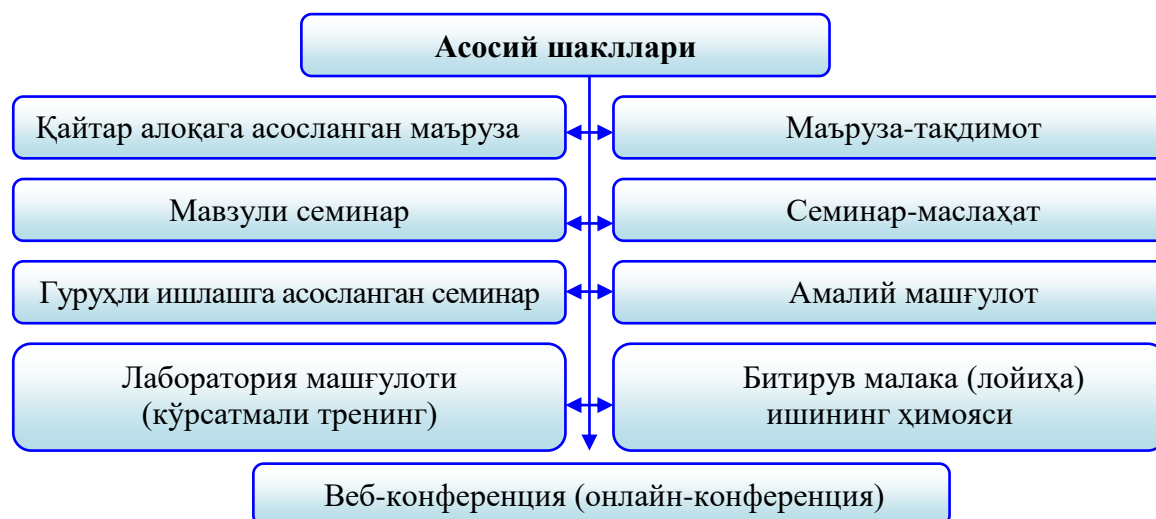 Асосий шакллари
Қайтар алоқага асосланган маъруза
Маъруза-тақдимот
Мавзули семинар
Семинар-маслаҳат
Гуруҳли ишлашга асосланган семинар
Амалий машғулот
Лаборатория машғулоти
(кўрсатмали тренинг)
Битирув малака (лойиҳа)
ишининг ҳимояси
Веб-конференция (онлайн-конференция)